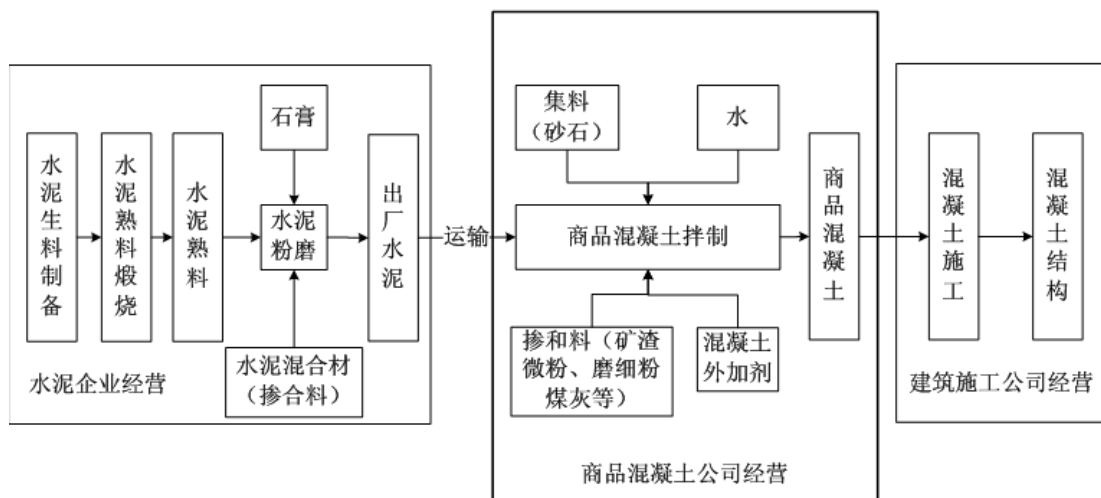 水泥生料制备
水泥熟料煅烧
水泥熟料
石膏
水泥
粉磨
水泥混合材
（掺合料）
出厂水泥
水泥企业经营
运输
集料
（砂石）
水
商品混凝土拌制
掺和料（矿渣
微粉、磨细粉
煤灰等）
混凝土
外加剂
商品混凝土
商品混凝土公司经营
混凝土施工
混凝土结构
建筑施工公司经营